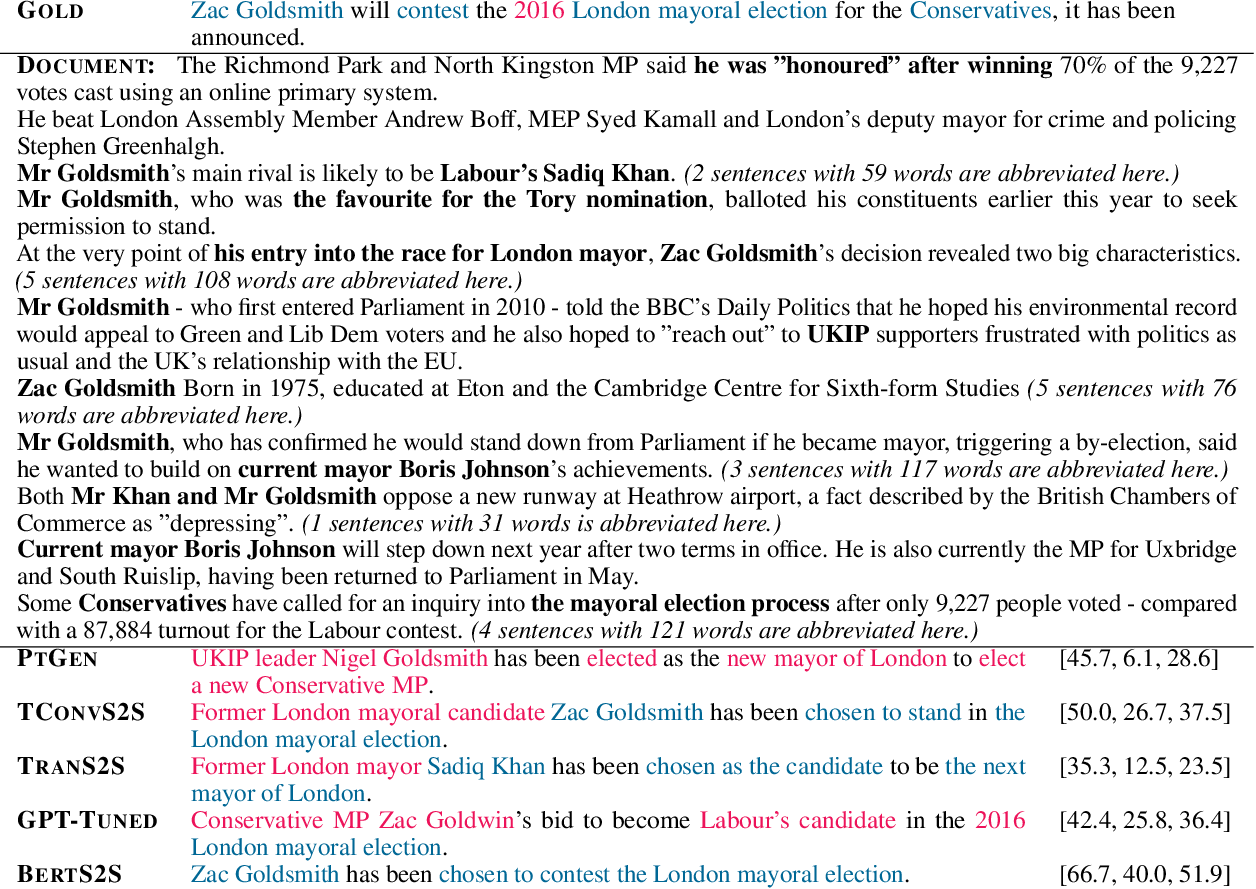 GOLD Zac Goldsmith will contest the 2016 London mayoral election for the Conservatives, it has been
announced.
DOCUMENT: The Richmond Park and North Kingston MP said he was ”honoured” after winning 70% of the 9,227
votes cast using an online primary system.
He beat London Assembly Member Andrew Boff, MEP Syed Kamall and London’s deputy mayor for crime and policing
Stephen Greenhalgh.
Mr Goldsmith’s main rival is likely to be Labour’s Sadiq Khan. (2 sentences with 59 words are abbreviated here.)
Mr Goldsmith, who was the favourite for the Tory nomination, balloted his constituents earlier this year to seek
permission to stand.
At the very point of his entry into the race for London mayor, Zac Goldsmith’s decision revealed two big characteristics.
(5 sentences with 108 words are abbreviated here.)
Mr Goldsmith - who first entered Parliament in 2010 - told the BBC’s Daily Politics that he hoped his environmental record
would appeal to Green and Lib Dem voters and he also hoped to ”reach out” to UKIP supporters frustrated with politics as
usual and the UK’s relationship with the EU.
Zac Goldsmith Born in 1975, educated at Eton and the Cambridge Centre for Sixth-form Studies (5 sentences with 76
words are abbreviated here.)
Mr Goldsmith, who has confirmed he would stand down from Parliament if he became mayor, triggering a by-election, said
he wanted to build on current mayor Boris Johnson’s achievements. (3 sentences with 117 words are abbreviated here.)
Both Mr Khan and Mr Goldsmith oppose a new runway at Heathrow airport, a fact described by the British Chambers of
Commerce as ”depressing”. (1 sentences with 31 words is abbreviated here.)
Current mayor Boris Johnson will step down next year after two terms in office. He is also currently the MP for Uxbridge
and South Ruislip, having been returned to Parliament in May.
Some Conservatives have called for an inquiry into the mayoral election process after only 9,227 people voted - compared
with a 87,884 turnout for the Labour contest. (4 sentences with 121 words are abbreviated here.)
PTGEN UKIP leader Nigel Goldsmith has been elected as the new mayor of London to elect [45.7, 6.1, 28.6]
a new Conservative MP.
TCONVS2S Former London mayoral candidate Zac Goldsmith has been chosen to stand in the [50.0, 26.7, 37.5]
London mayoral election.
TRANS2S Former London mayor Sadiq Khan has been chosen as the candidate to be the next [35.3, 12.5, 23.5]
mayor of London.
GPT-TUNED Conservative MP Zac Goldwin’s bid to become Labour’s candidate in the 2016 [42.4, 25.8, 36.4]
London mayoral election.
BERTS2S Zac Goldsmith has been chosen to contest the London mayoral election. [66.7, 40.0, 51.9]